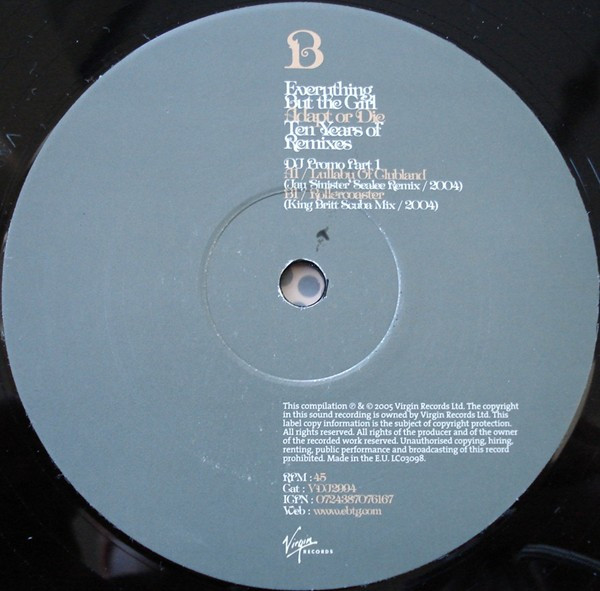 B
Everything
But the Girl
Adapt or Die
Ten Years of
Remixes
DJ Promo Part 1
A1 / Lullaby Of Clubland
(Jay 'Sinister' Sealee Remix / 2004)
B1 / Rollercoaster
(King Britt Scuba Mix / 2004)
This compilation ℗ & © 2005 Virgin Records Ltd. The copyright
in this sound recording is owned by Virgin Records Ltd. This
label copy information is the subject of copyright protection.
All rights reserved. All rights of the producer and of the owner
of the recorded work reserved. Unauthorised copying, hiring,
renting, public performance and broadcasting of this record
prohibited. Made in the E.U. LC03098.
RPM : 45
Cat : VDJ2994
ICPN : 0724387076167
Web : www.ebtg.com
Virgin
RECORDS